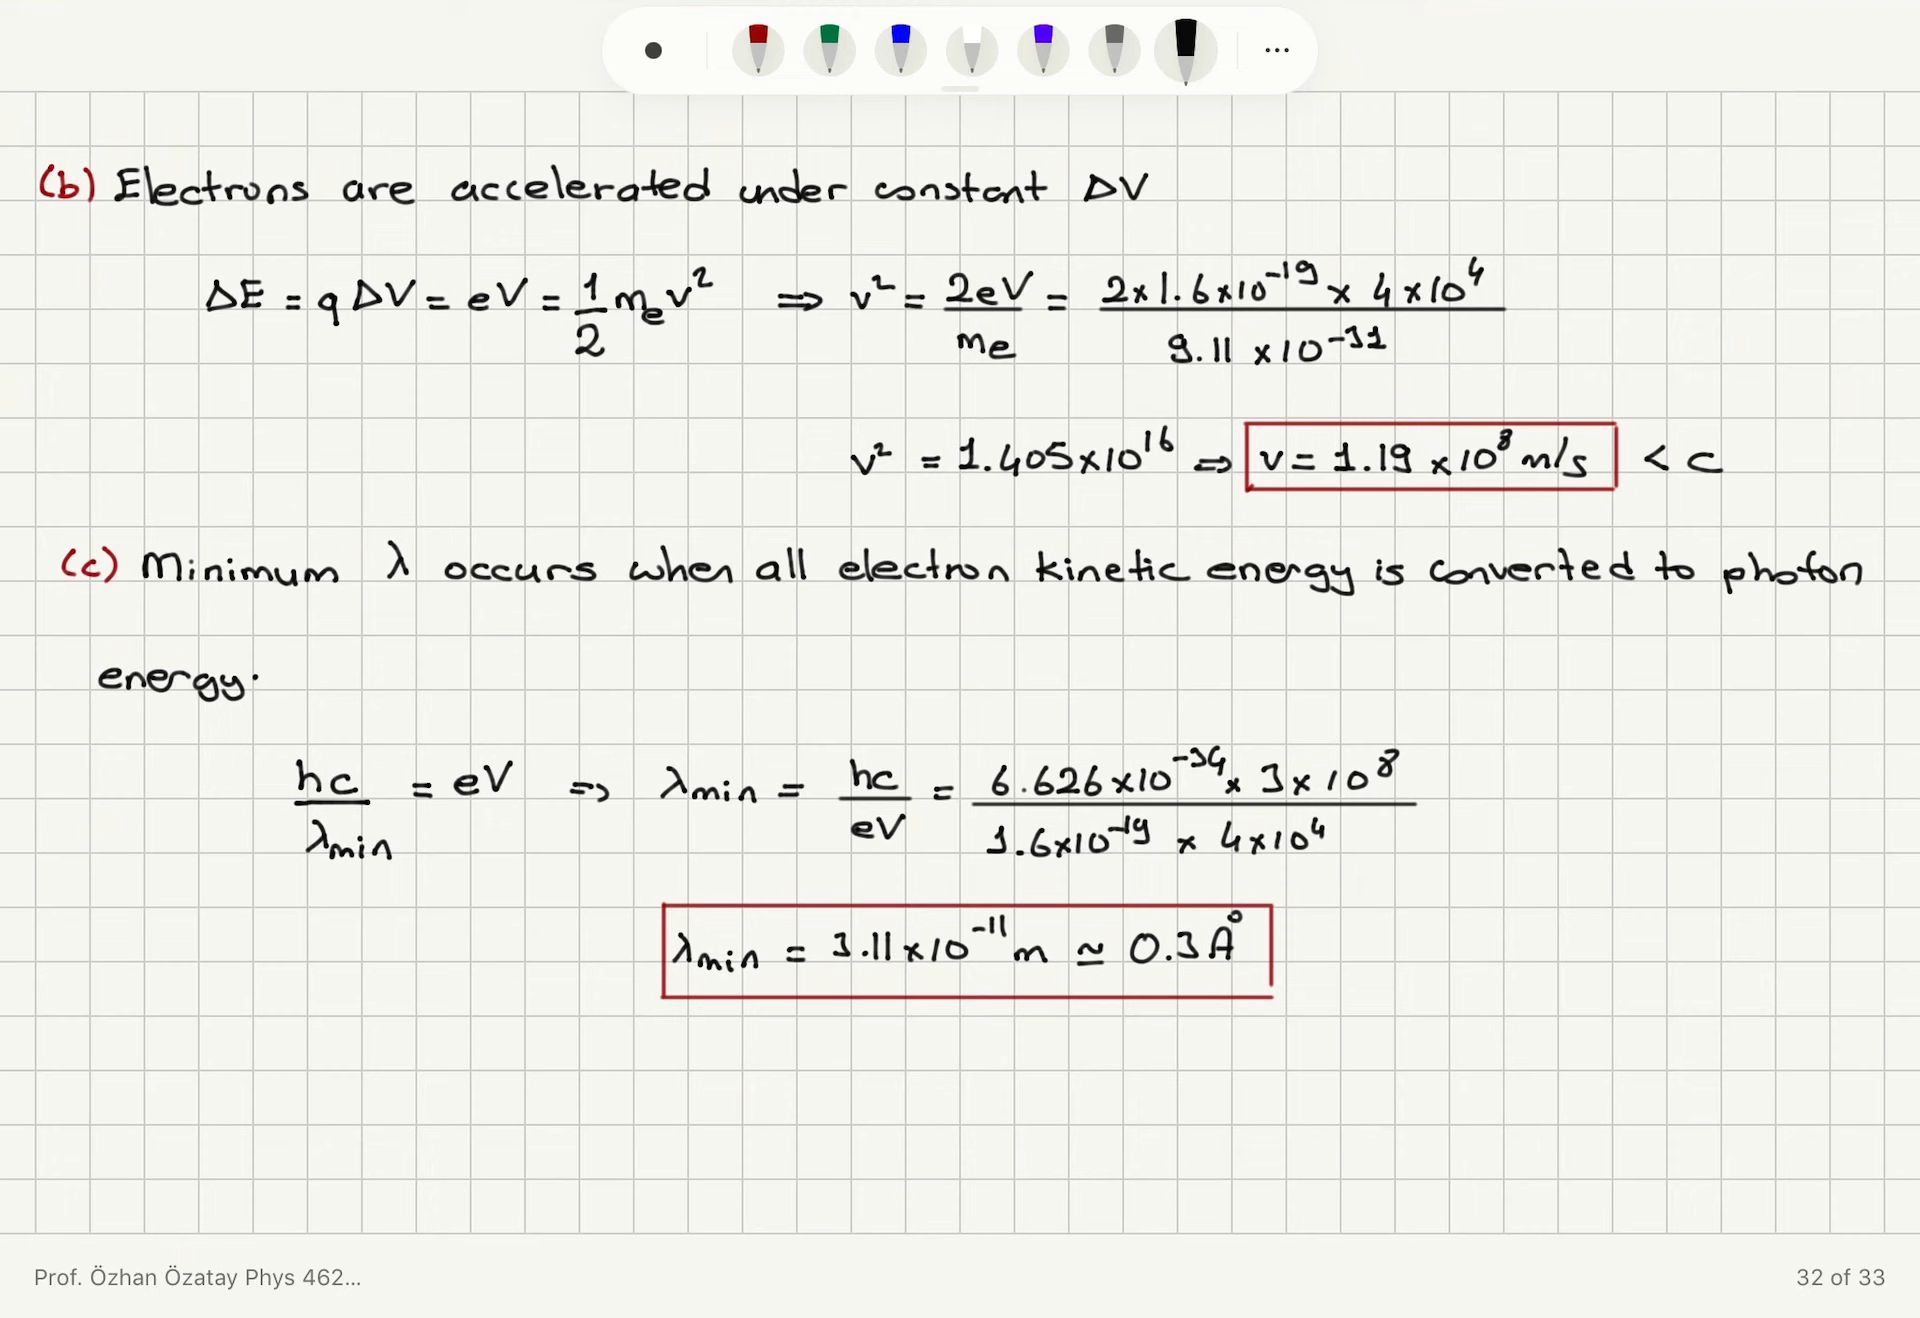 (b) Electrons are accelerated under constant ΔV
ΔE = qΔV = eV = 1/2 mₑv² ⇒ v² = 2eV/mₑ = 2×1.6×10⁻¹⁹ × 4×10⁴ / 9.11×10⁻³¹
v² = 1.405×10¹⁶ ⇒ v = 1.19×10⁸ m/s < c
(c) Minimum λ occurs when all electron kinetic energy is converted to photon
energy.
hc/λmin = eV ⇒ λmin = hc/eV = 6.626×10⁻³⁴ × 3×10⁸ / 1.6×10⁻¹⁹ × 4×10⁴
λmin = 3.11×10⁻¹¹ m ≃ 0.3 Å
Prof. Özhan Özatay Phys 462...
32 of 33